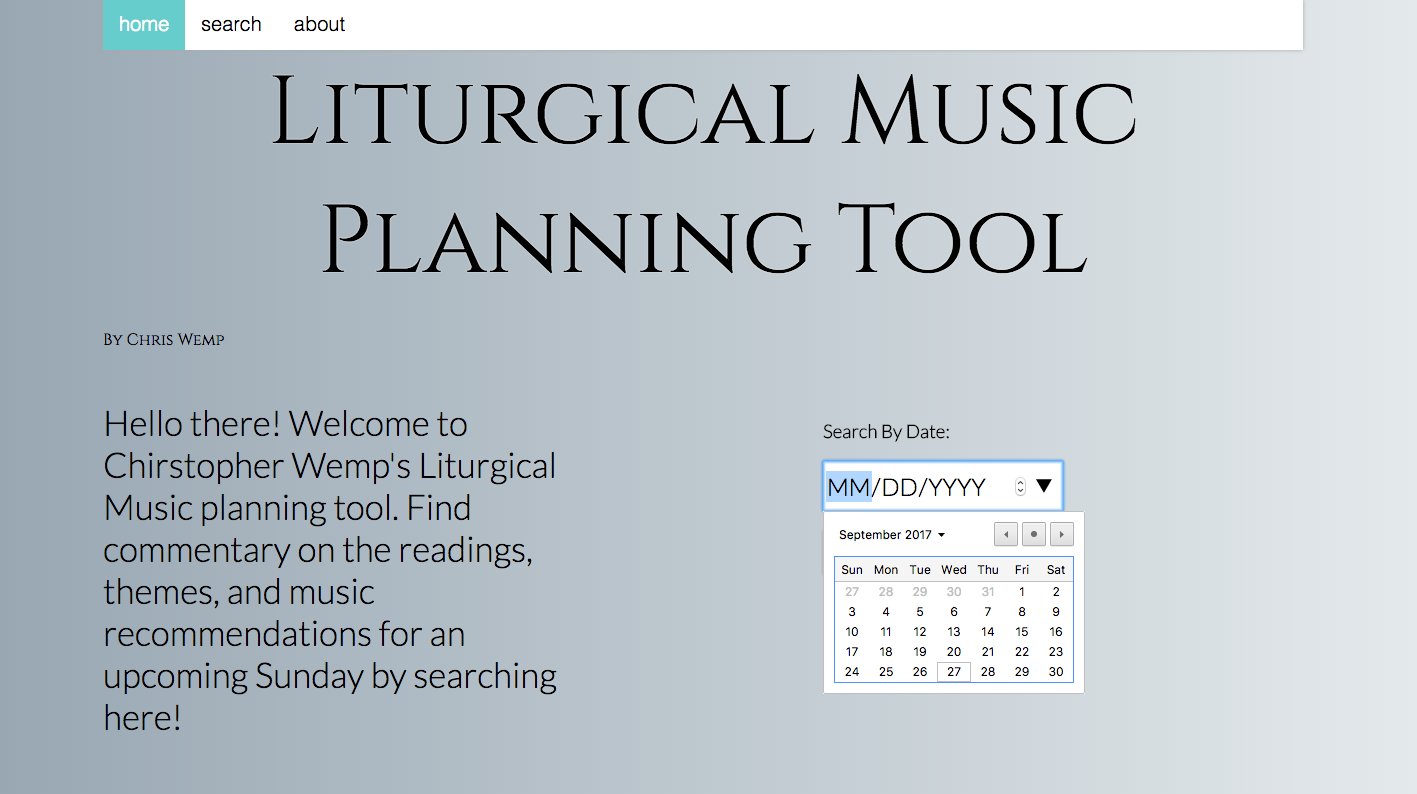 home search about
Liturgical Music
Planning Tool
By Chris Wemp
Hello there! Welcome to
Chirstopher Wemp's Liturgical
Music planning tool. Find
commentary on the readings,
themes, and music
recommendations for an
upcoming Sunday by searching
here!
Search By Date:
MM/DD/YYYY
September 2017
Sun Mon Tue Wed Thu Fri Sat
27 28 29 30 31 1 2
3 4 5 6 7 8 9
10 11 12 13 14 15 16
17 18 19 20 21 22 23
24 25 26 27 28 29 30